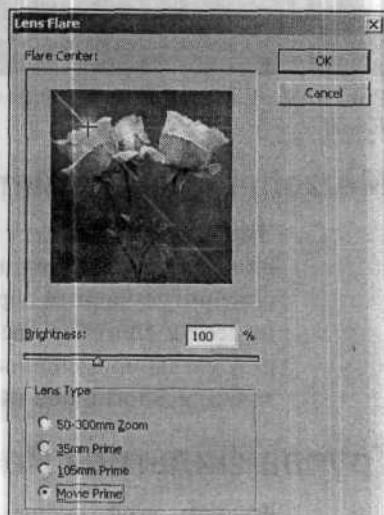 Lens Flare
Flare Center:
OK
Cancel
Brightness:
100 %
Lens Type
50-300mm Zoom
35mm Prime
105mm Prime
Movie Prime